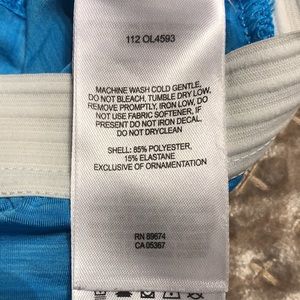 112 OL4593
MACHINE WASH COLD GENTLE,
DO NOT BLEACH, TUMBLE DRY LOW,
REMOVE PROMPTLY, IRON LOW, DO
NOT USE FABRIC SOFTENER, IF
PRESENT DO NOT IRON DECAL,
DO NOT DRYCLEAN
SHELL: 85% POLYESTER,
15% ELASTANE
EXCLUSIVE OF ORNAMENTATION
RN 89674
CA 05367